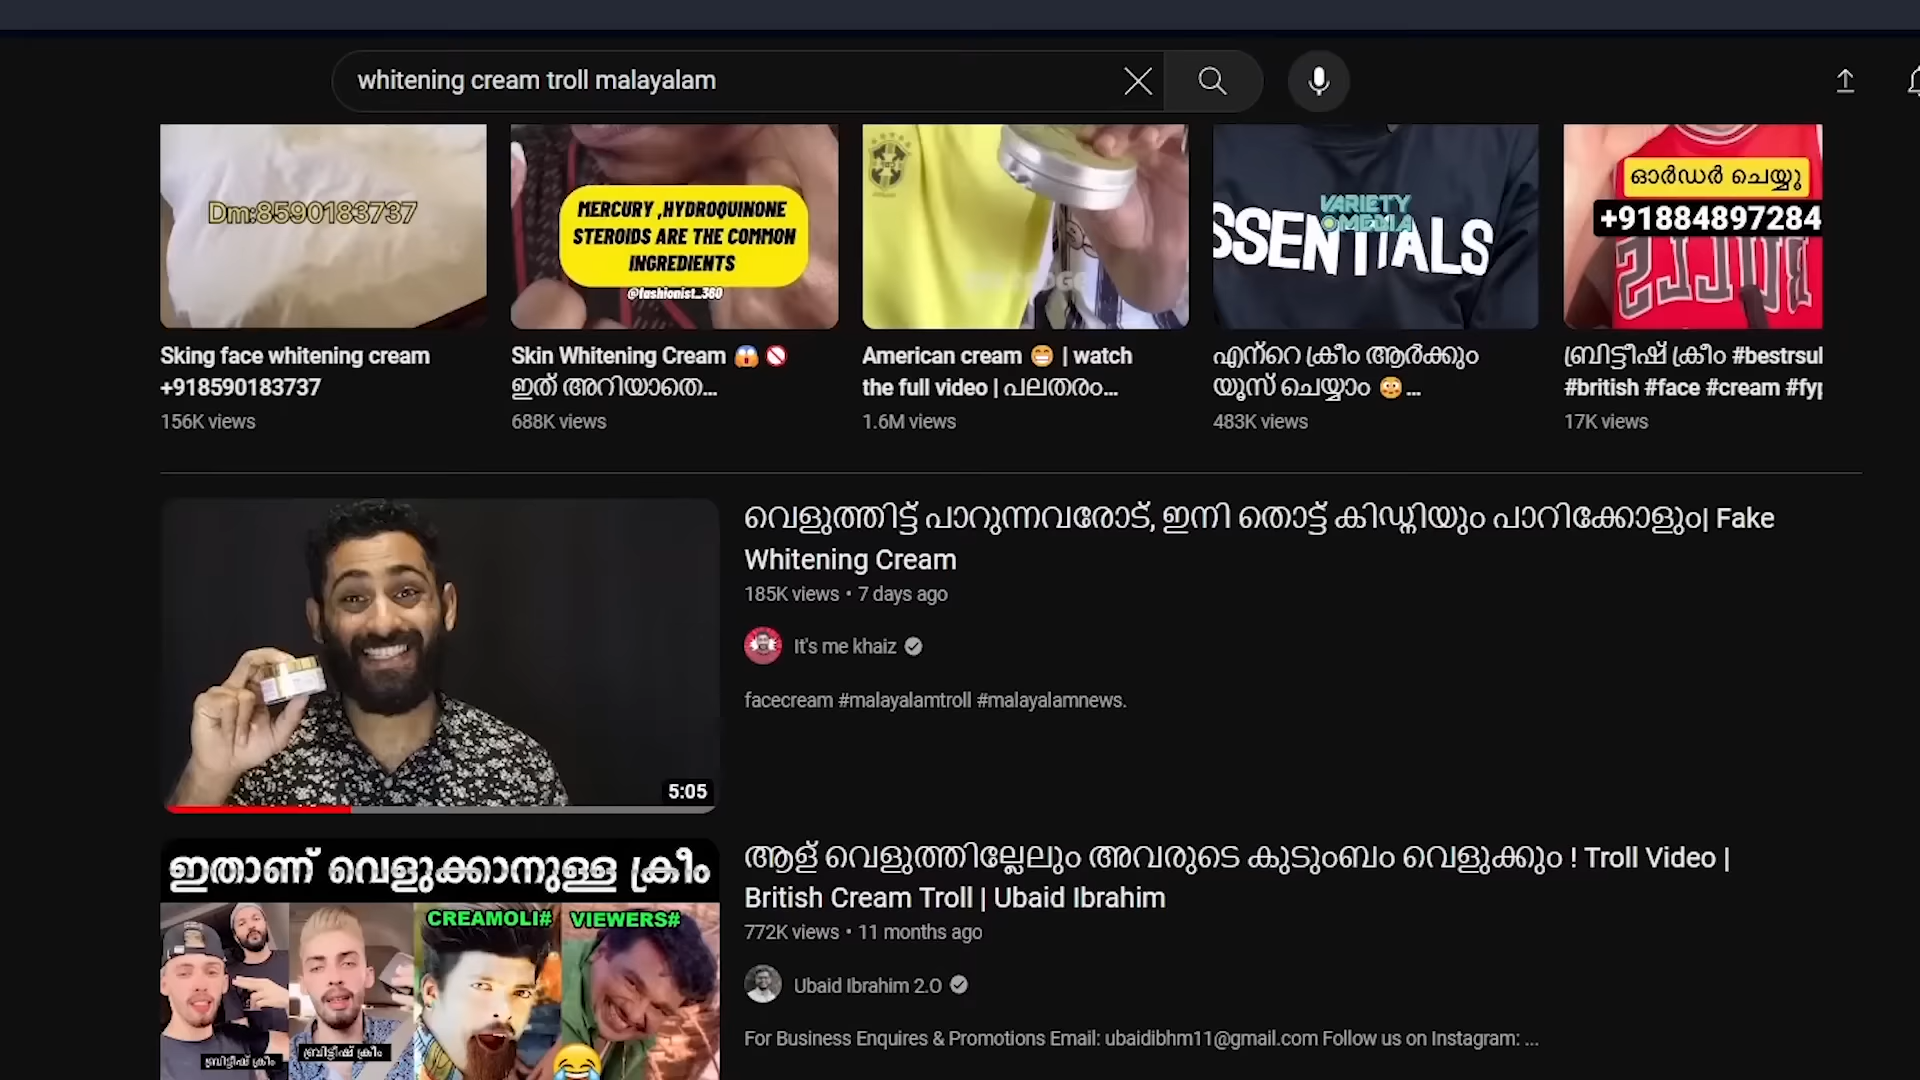 whitening cream troll malayalam
Dm:8590183737
MERCURY ,HYDROQUINONE
STEROIDS ARE THE COMMON
INGREDIENTS
@fashionist_360
VARIETY
MEDIA
SSENTIALS
ഓർഡർ ചെയ്യൂ
+91884897284
Sking face whitening cream
+918590183737
156K views
Skin Whitening Cream 😱 🚫
ഇത് അറിയാതെ...
688K views
American cream 😁 | watch
the full video | പലതരം...
1.6M views
എന്റെ ക്രീം ആർക്കും
യൂസ് ചെയ്യാം 😳...
483K views
ബ്രിട്ടീഷ് ക്രീം #bestrsul
#british #face #cream #fyp
17K views
വെളുത്തിട്ട് പാറുന്നവരോട്, ഇനി തൊട്ട് കിഡ്നിയും പാറിക്കോളും| Fake
Whitening Cream
185K views • 7 days ago
It's me khaiz
facecream #malayalamtroll #malayalamnews.
5:05
ഇതാണ് വെളുക്കാനുള്ള ക്രീം
CREAMOLI# VIEWERS#
ബ്രിട്ടീഷ് ക്രീം
ബ്രിട്ടീഷ് ക്രീം
ആള് വെളുത്തില്ലേലും അവരുടെ കുടുംബം വെളുക്കും ! Troll Video |
British Cream Troll | Ubaid Ibrahim
772K views • 11 months ago
Ubaid Ibrahim 2.O
For Business Enquires & Promotions Email: ubaidibhm11@gmail.com Follow us on Instagram: ...